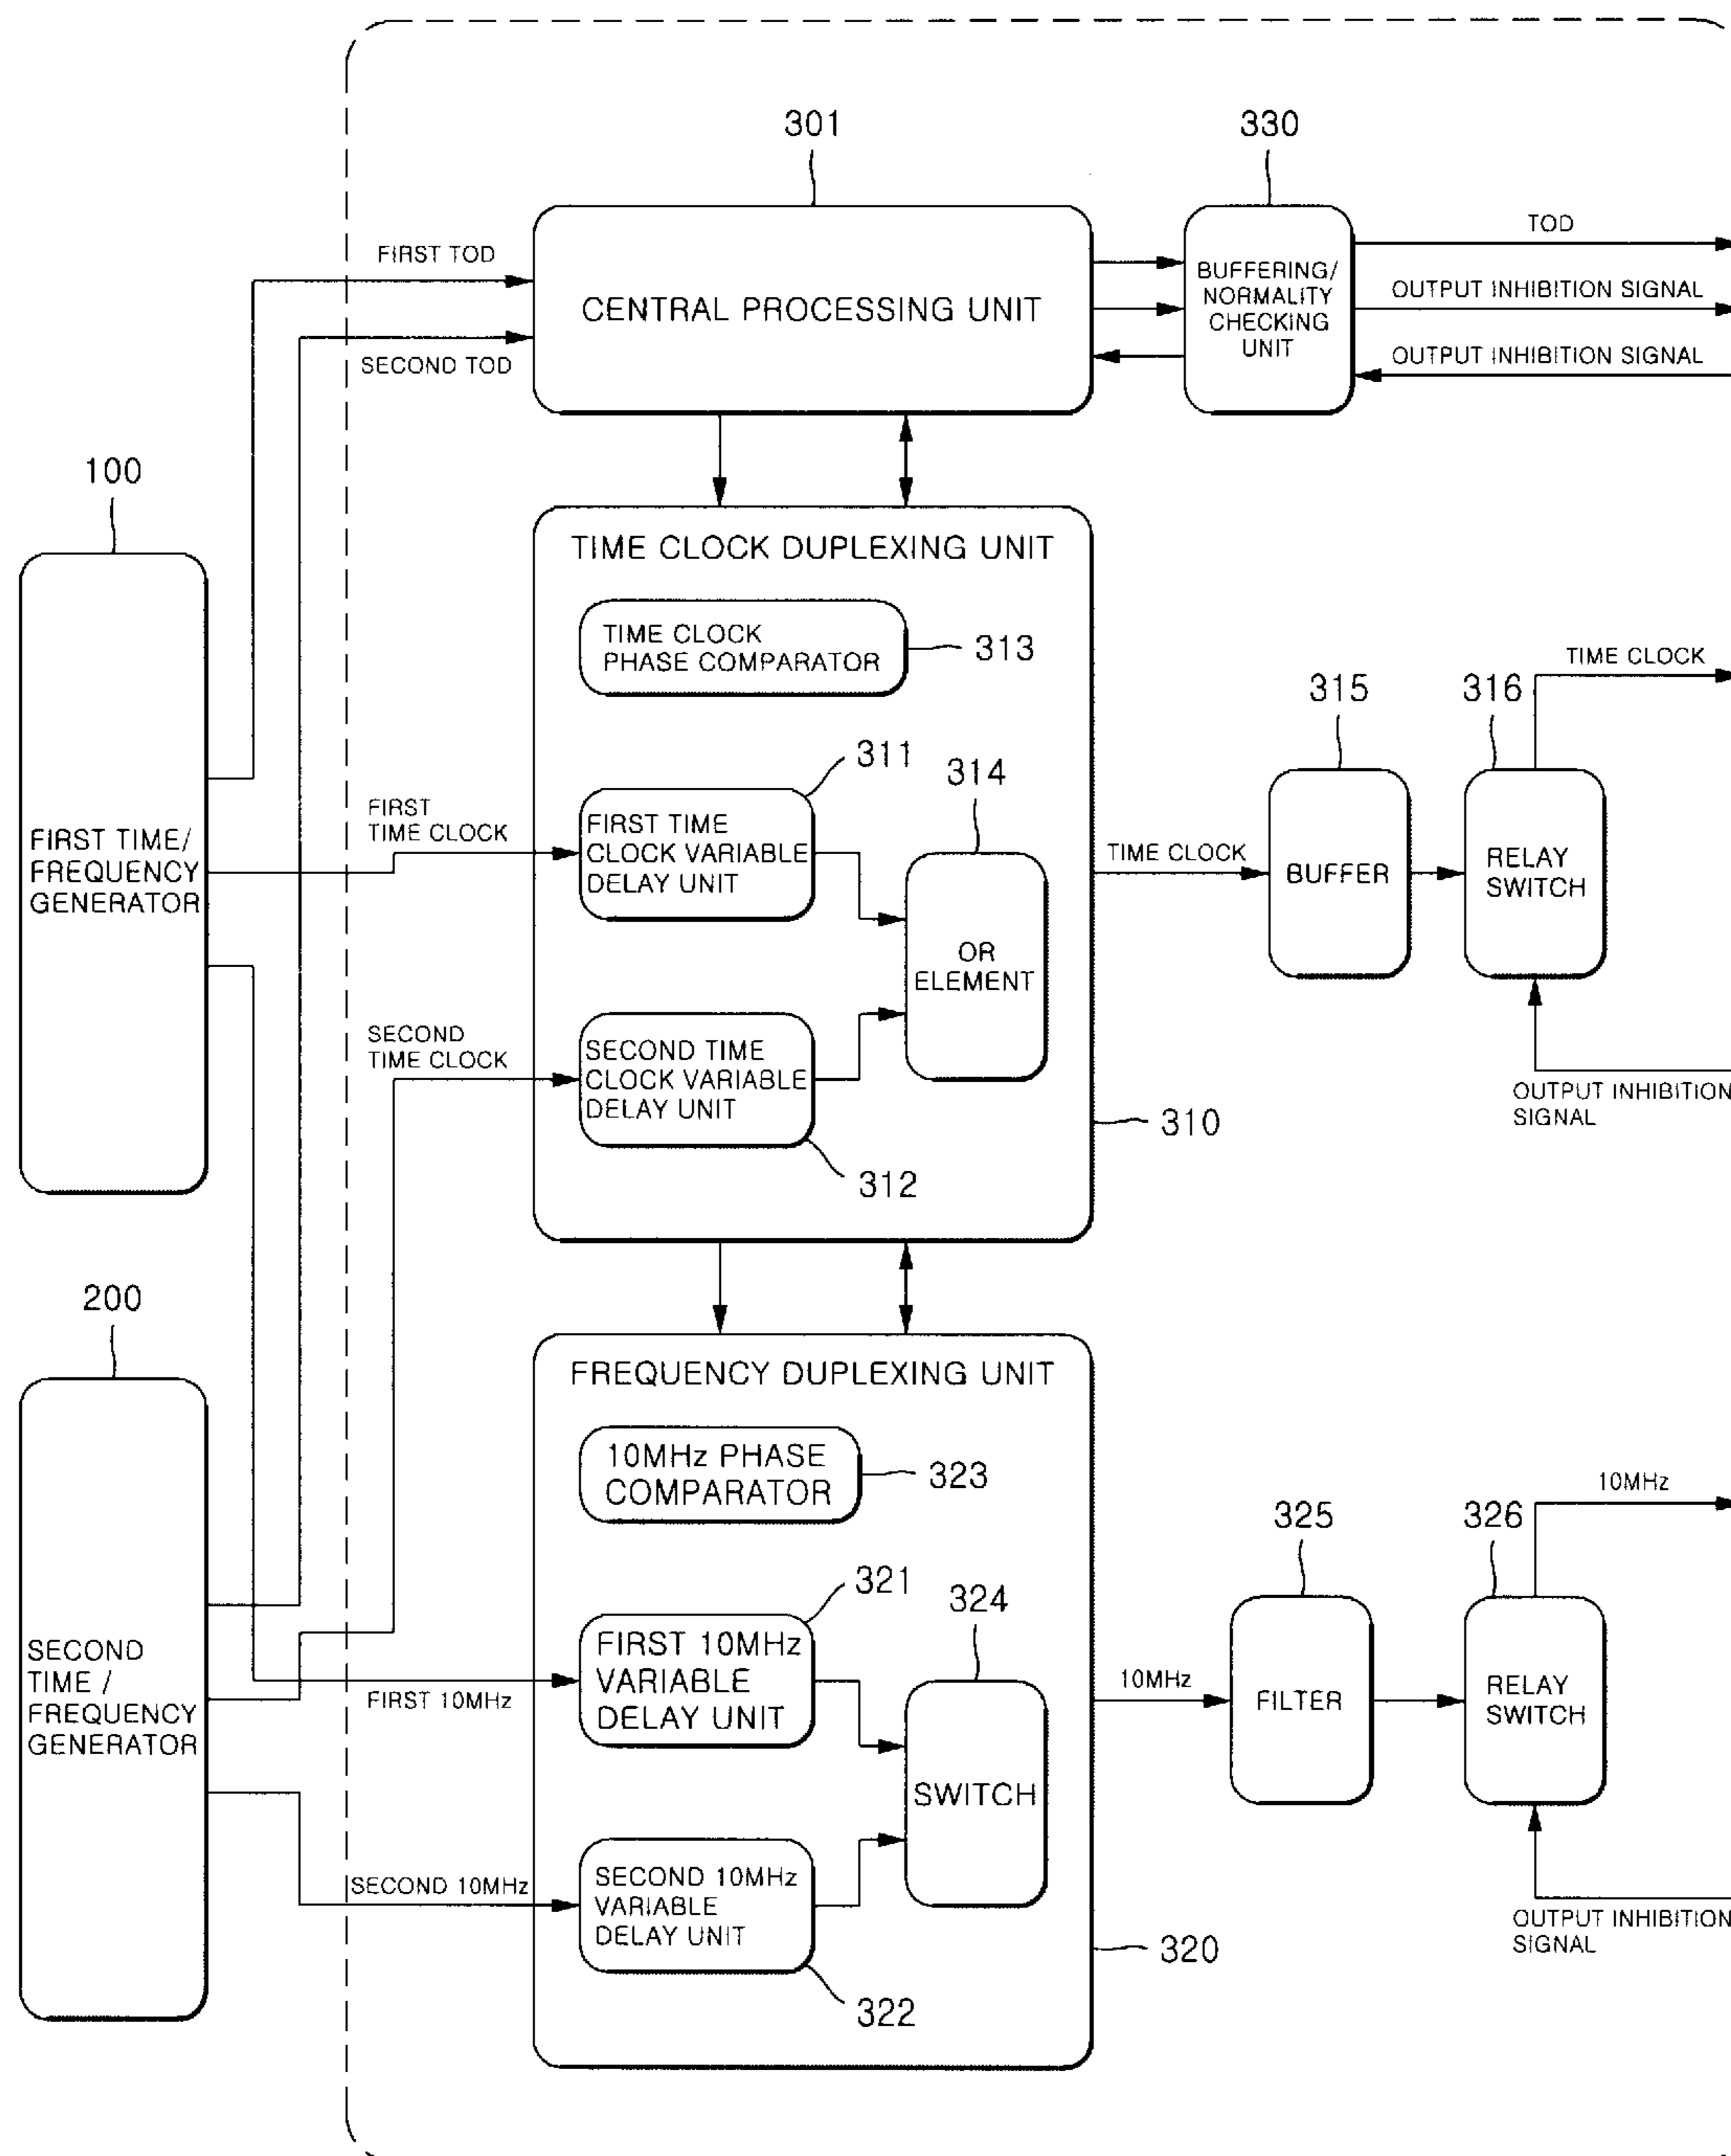 301
330
FIRST TOD
SECOND TOD
CENTRAL PROCESSING UNIT
BUFFERING/
NORMALITY
CHECKING
UNIT
TOD
OUTPUT INHIBITION SIGNAL
OUTPUT INHIBITION SIGNAL
100
FIRST TIME/
FREQUENCY
GENERATOR
TIME CLOCK DUPLEXING UNIT
TIME CLOCK
PHASE COMPARATOR
313
311
314
FIRST
TIME CLOCK
FIRST TIME
CLOCK VARIABLE
DELAY UNIT
OR
ELEMENT
SECOND
TIME CLOCK
SECOND TIME
CLOCK VARIABLE
DELAY UNIT
312
310
TIME CLOCK
315
BUFFER
316
RELAY
SWITCH
TIME CLOCK
OUTPUT INHIBITION
SIGNAL
200
SECOND
TIME /
FREQUENCY
GENERATOR
FREQUENCY DUPLEXING UNIT
10MHz PHASE
COMPARATOR
323
321
324
FIRST 10MHz
FIRST 10MHz
VARIABLE
DELAY UNIT
SWITCH
SECOND 10MHz
SECOND 10MHz
VARIABLE
DELAY UNIT
322
320
10MHz
325
FILTER
326
RELAY
SWITCH
10MHz
OUTPUT INHIBITION
SIGNAL